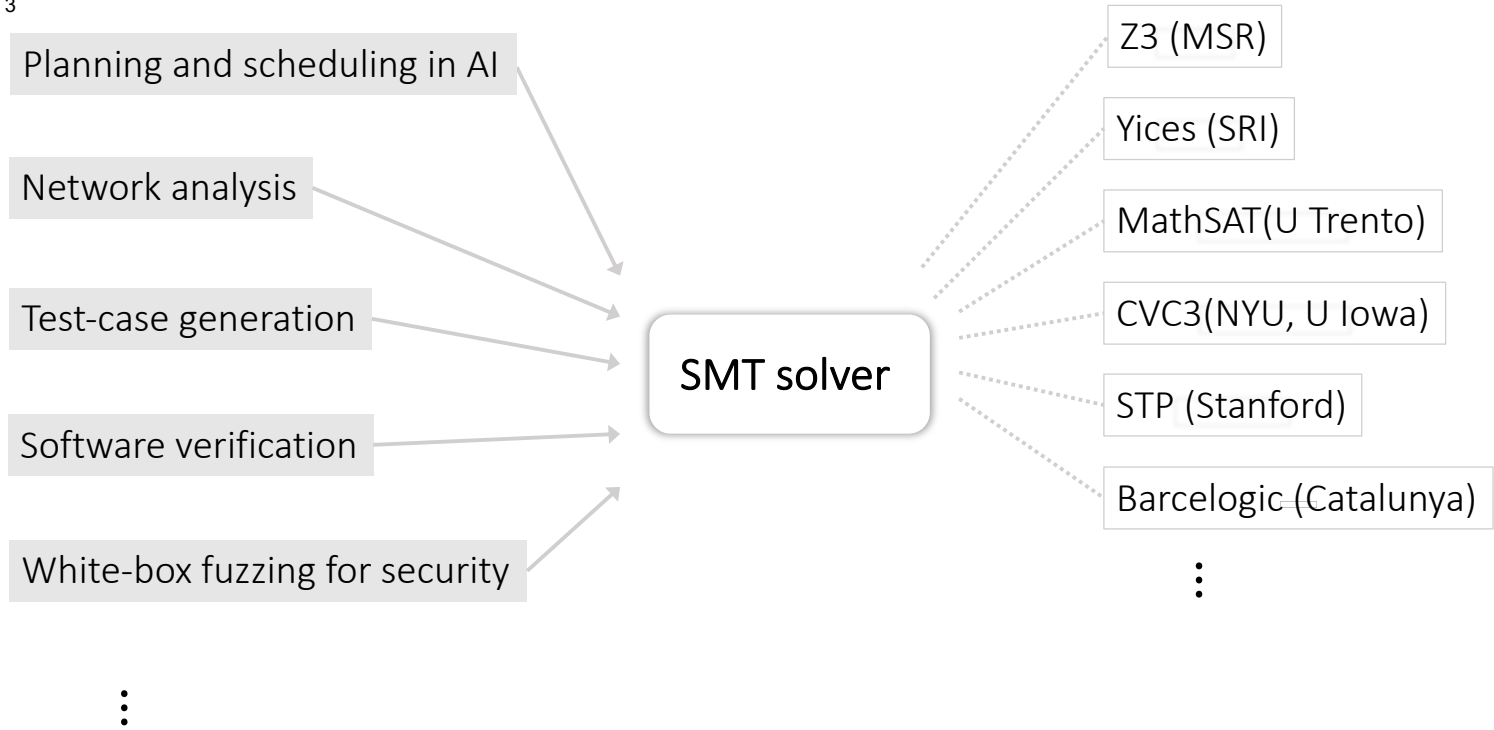 3
Planning and scheduling in AI
Network analysis
Test-case generation
Software verification
White-box fuzzing for security
⋮
SMT solver
Z3 (MSR)
Yices (SRI)
MathSAT(U Trento)
CVC3(NYU, U Iowa)
STP (Stanford)
Barcelogic (Catalunya)
⋮